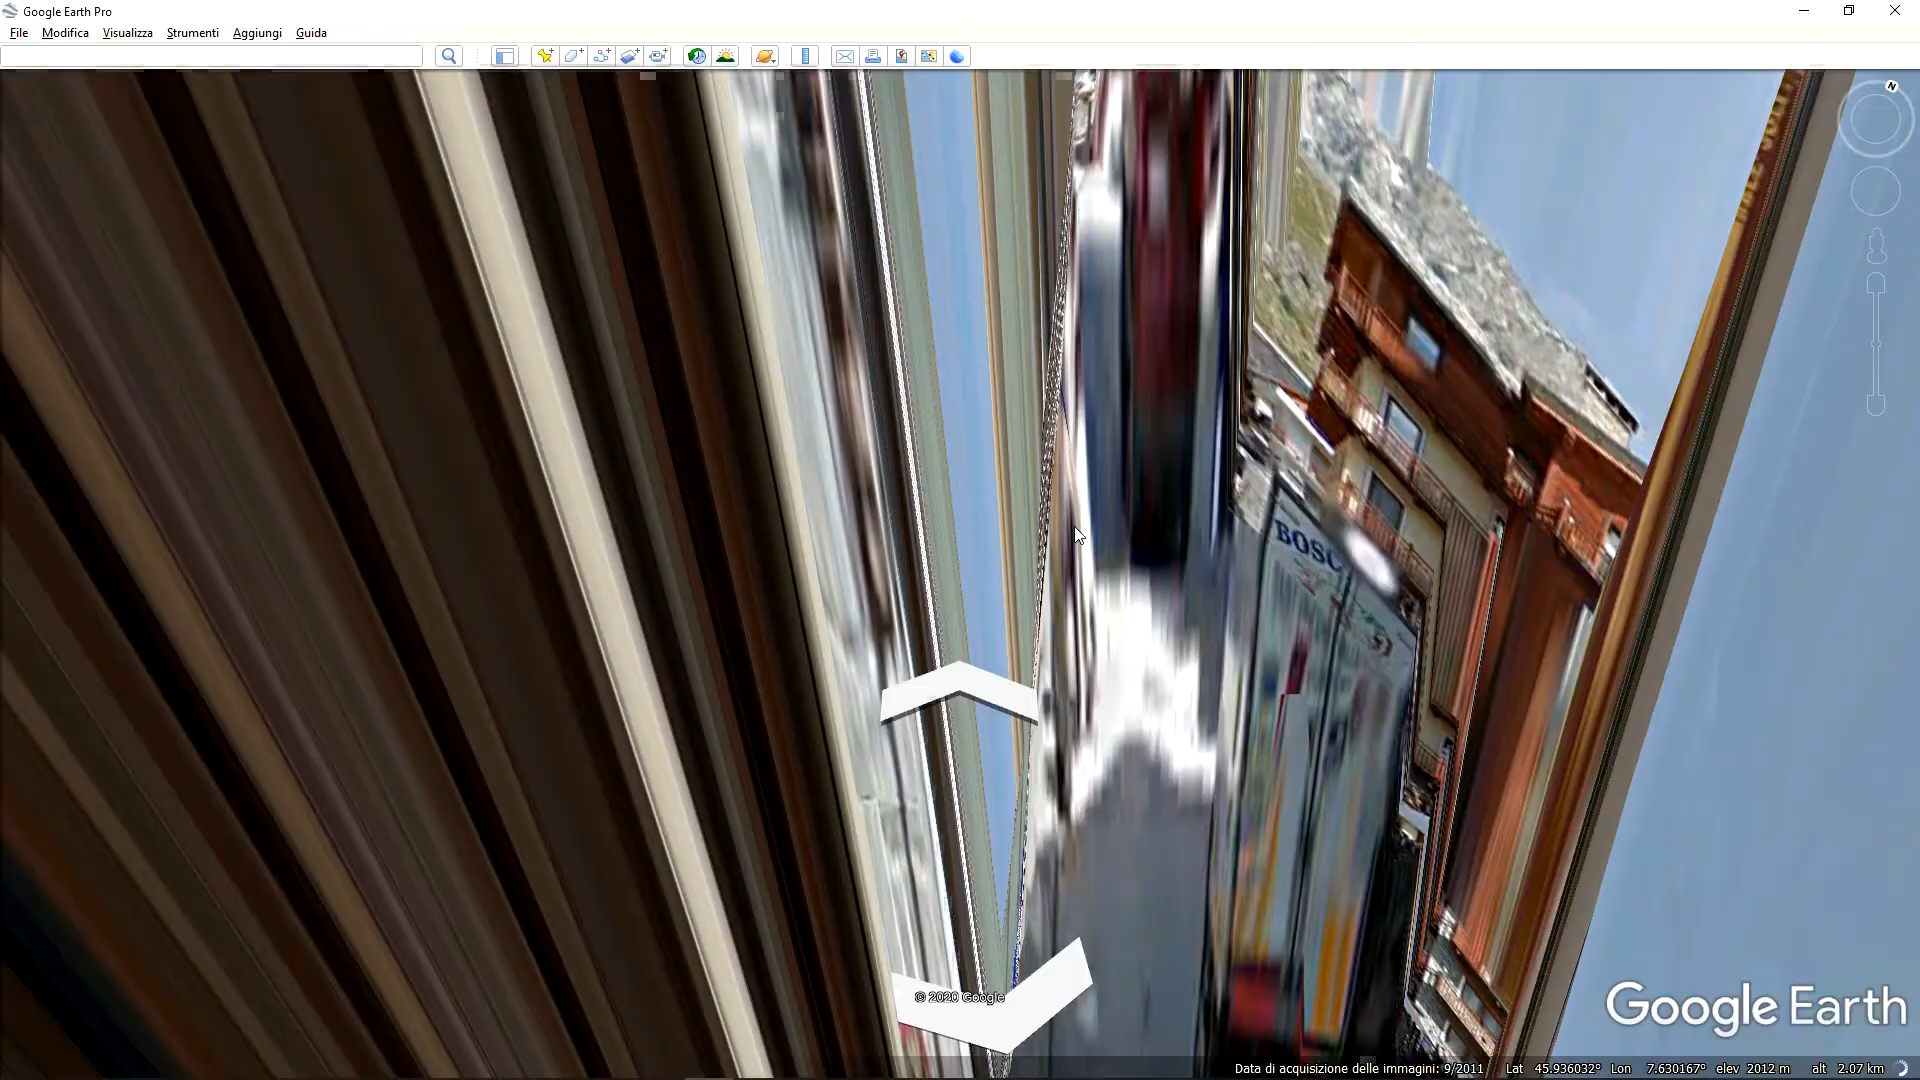 Google Earth Pro
File Modifica Visualizza Strumenti Aggiungi Guida
N
BOSC
© 2020 Google
Google Earth
Data di acquisizione delle immagini: 9/2011 Lat 45.936032° Lon 7.630167° elev 2012 m alt 2.07 km